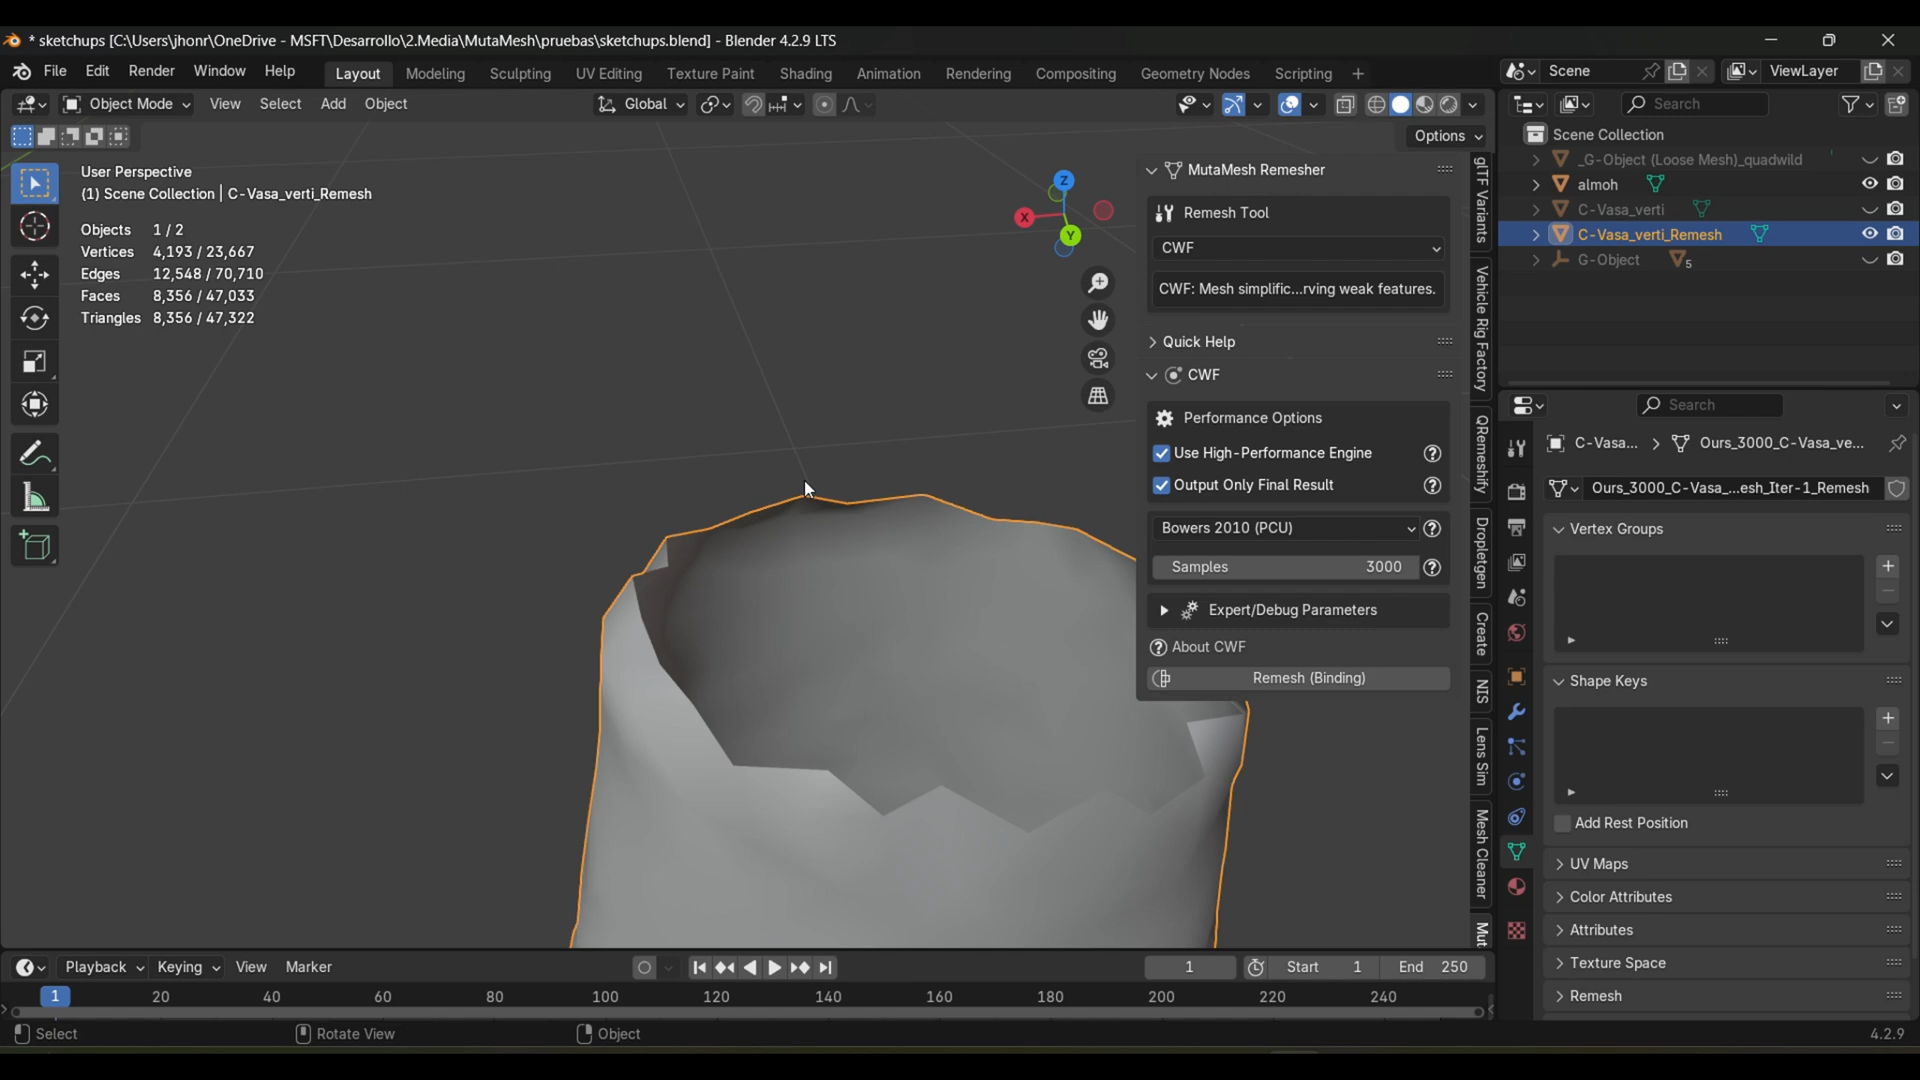 * sketchups [C:\Users\jhonr\OneDrive - MSFT\Desarrollo\2.Media\MutaMesh\pruebas\sketchups.blend] - Blender 4.2.9 LTS
File Edit Render Window Help Layout Modeling Sculpting UV Editing Texture Paint Shading Animation Rendering Compositing Geometry Nodes Scripting + Scene ViewLayer
Object Mode View Select Add Object Global Search
Options
User Perspective
(1) Scene Collection | C-Vasa_verti_Remesh
Objects 1 / 2
Vertices 4,193 / 23,667
Edges 12,548 / 70,710
Faces 8,356 / 47,033
Triangles 8,356 / 47,322
Z
X
Y
MutaMesh Remesher
Remesh Tool
CWF
CWF: Mesh simplific...rving weak features.
Quick Help
CWF
Performance Options
Use High-Performance Engine
Output Only Final Result
Bowers 2010 (PCU)
Samples 3000
Expert/Debug Parameters
About CWF
Remesh (Binding)
glTF Variants
Vehicle Rig Factory
QRemeshify
Dropletgen
Create
NIS
Lens Sim
Mesh Cleaner
Mut
Scene Collection
_G-Object (Loose Mesh)_quadwild
almoh
C-Vasa_verti
C-Vasa_verti_Remesh
G-Object 5
Search
C-Vasa... > Ours_3000_C-Vasa_ve...
Ours_3000_C-Vasa_...esh_Iter-1_Remesh
Vertex Groups
Shape Keys
Add Rest Position
UV Maps
Color Attributes
Attributes
Texture Space
Remesh
Playback Keying View Marker 1 Start 1 End 250
1 20 40 60 80 100 120 140 160 180 200 220 240
Select Rotate View Object 4.2.9